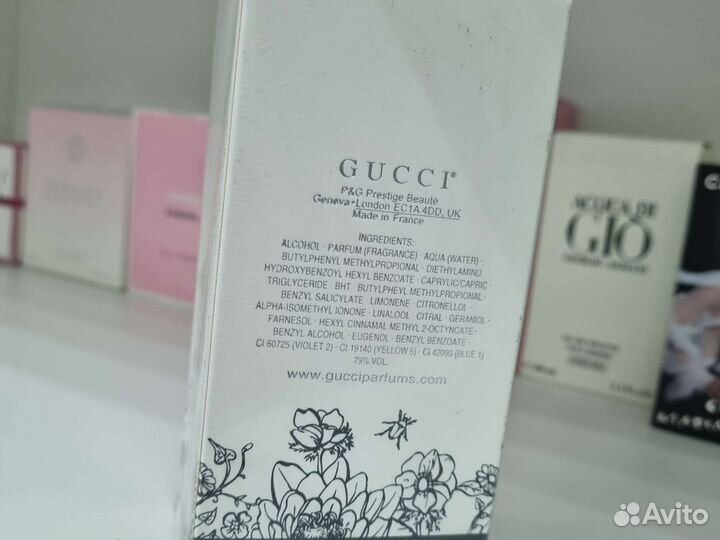 GUCCI®
P&G Prestige Beauté
Geneva•London EC1A 4DD, UK
Made in France
INGREDIENTS:
ALCOHOL · PARFUM (FRAGRANCE) · AQUA (WATER) ·
BUTYLPHENYL METHYLPROPIONAL · DIETHYLAMINO
HYDROXYBENZOYL HEXYL BENZOATE · CAPRYLIC/CAPRIC
TRIGLYCERIDE · BHT · BUTYLPHEYL METHYLPROPIONAL ·
BENZYL SALICYLATE · LIMONENE · CITRONELLOL ·
ALPHA-ISOMETHYL IONONE · LINALOOL · CITRAL · GERANIOL ·
FARNESOL · HEXYL CINNAMAL METHYL 2-OCTYNCATE ·
BENZYL ALCOHOL · EUGENOL · BENZYL BENZOATE ·
CI 60725 (VIOLET 2) · CI 19140 (YELLOW 5) · CI 42090 (BLUE 1)
79% VOL.
www.gucciparfums.com
ACQUA DI
GIO
GIORGIO ARMANI
Avito